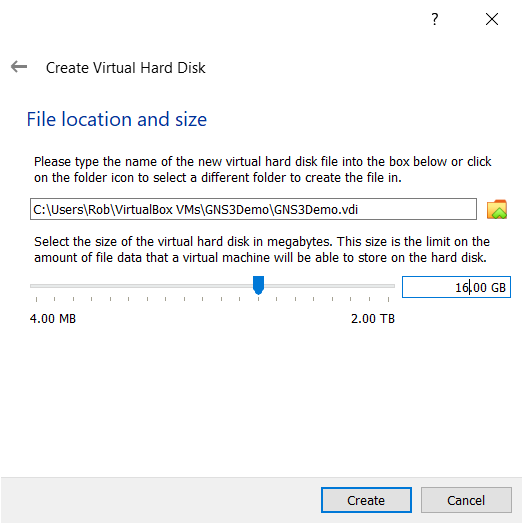 ?
Create Virtual Hard Disk
File location and size
Please type the name of the new virtual hard disk file into the box below or click
on the folder icon to select a different folder to create the file in.
C:\Users\Rob\VirtualBox VMs\GNS3Demo\GNS3Demo.vdi
Select the size of the virtual hard disk in megabytes. This size is the limit on the
amount of file data that a virtual machine will be able to store on the hard disk.
16.00 GB
4.00 MB 2.00 TB
Create Cancel